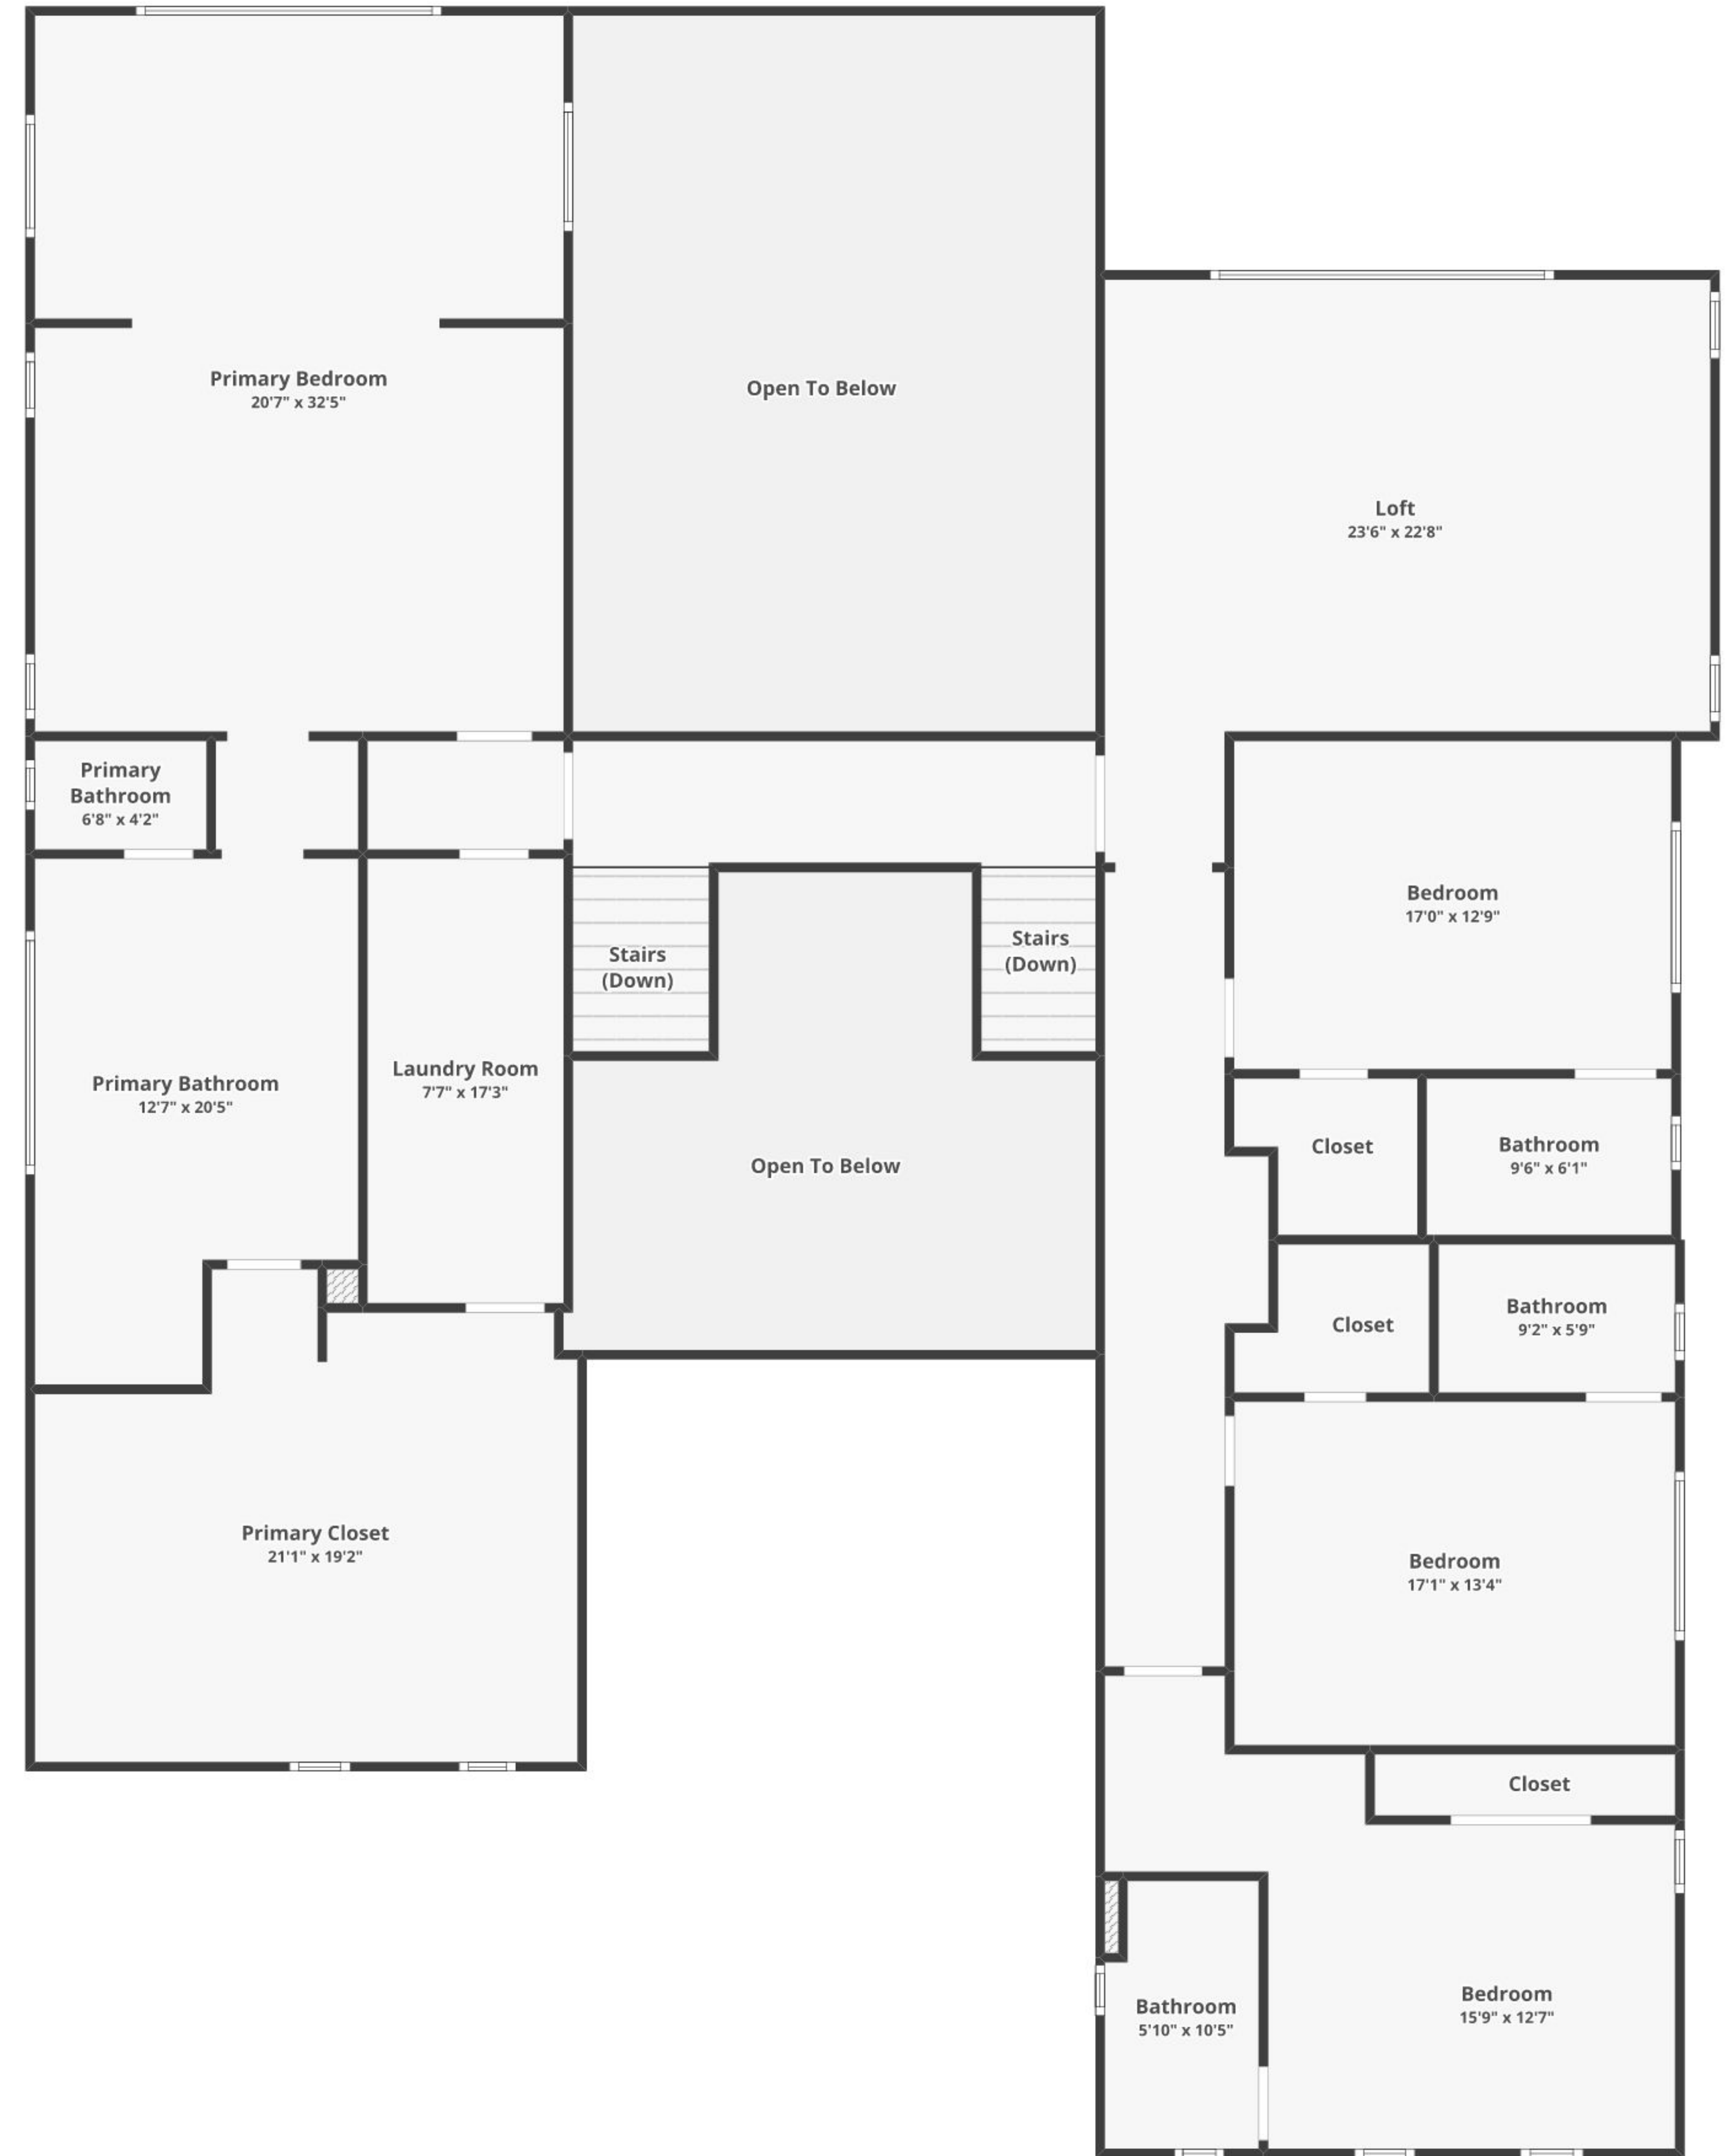 Primary Bedroom
20'7" x 32'5"
Open To Below
Loft
23'6" x 22'8"
Primary
Bathroom
6'8" x 4'2"
Bedroom
17'0" x 12'9"
Stairs
(Down)
Stairs
(Down)
Laundry Room
7'7" x 17'3"
Primary Bathroom
12'7" x 20'5"
Open To Below
Closet
Bathroom
9'6" x 6'1"
Closet
Bathroom
9'2" x 5'9"
Primary Closet
21'1" x 19'2"
Bedroom
17'1" x 13'4"
Closet
Bathroom
5'10" x 10'5"
Bedroom
15'9" x 12'7"